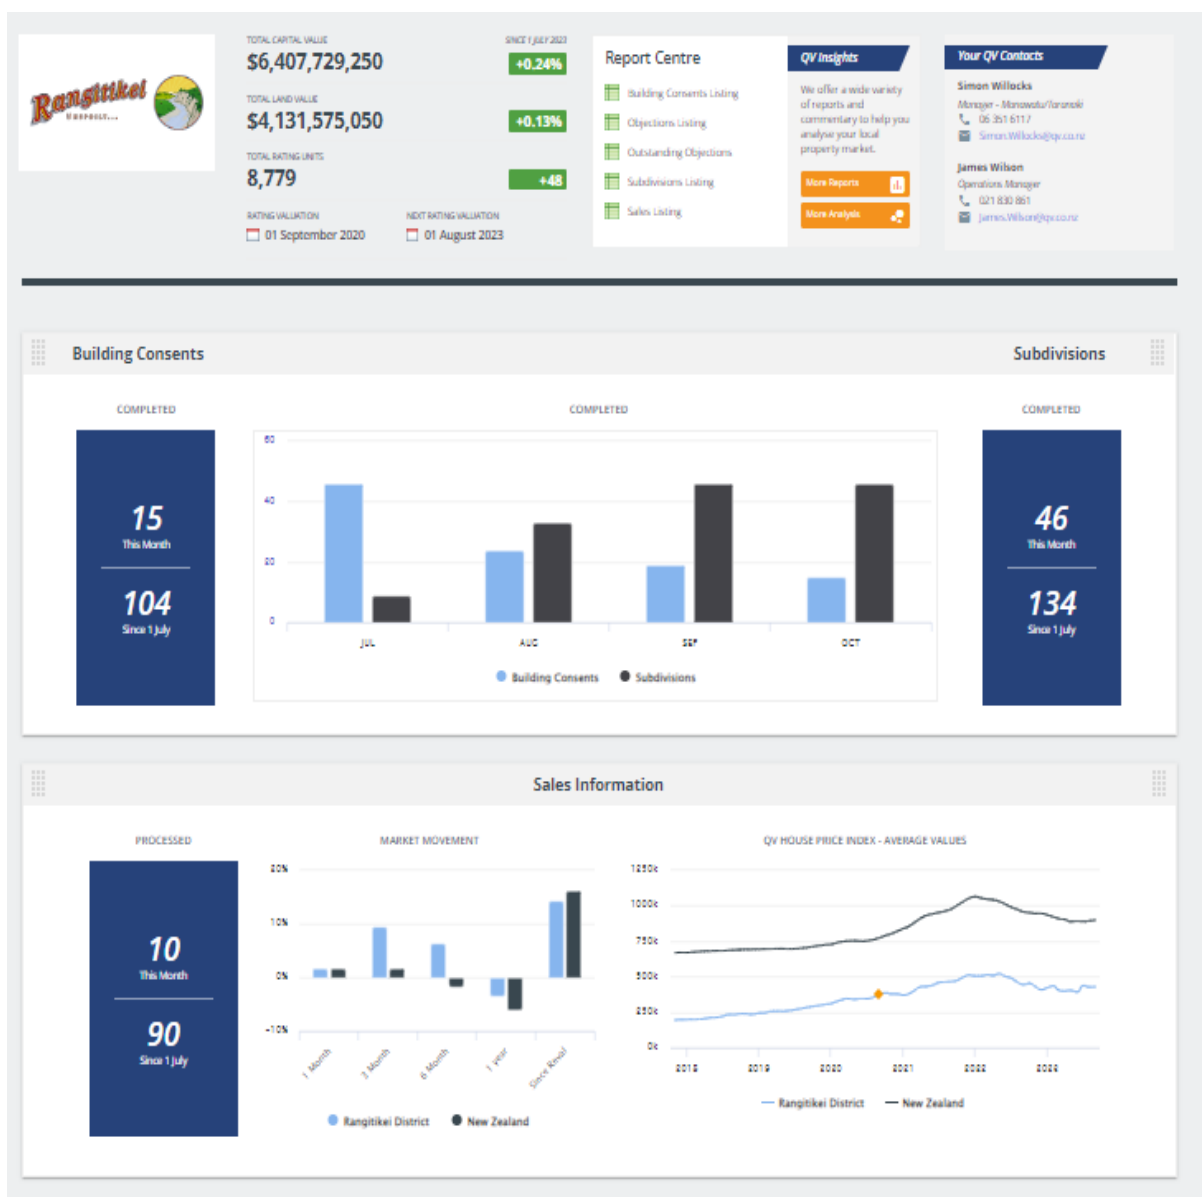 Rangitikei
UNSPOILT...
TOTAL CAPITAL VALUE
SINCE 1 JULY 2023
$6,407,729,250
+0.24%
TOTAL LAND VALUE
$4,131,575,050
+0.13%
TOTAL RATING UNITS
8,779
+48
RATING VALUATION
NEXT RATING VALUATION
01 September 2020
01 August 2023
Report Centre
Building Consents Listing
Objections Listing
Outstanding Objections
Subdivisions Listing
Sales Listing
QV Insights
We offer a wide variety
of reports and
commentary to help you
analyse your local
property market.
More Reports
More Analysis
Your QV Contacts
Simon Willocks
Manager - Manawatu/Taranaki
06 351 6117
Simon.Willocks@qv.co.nz
James Wilson
Operations Manager
021 830 861
James.Wilson@qv.co.nz
Building Consents
Subdivisions
COMPLETED
COMPLETED
COMPLETED
15
This Month
104
Since 1 July
60
40
20
0
JUL
AUG
SEP
OCT
Building Consents
Subdivisions
46
This Month
134
Since 1 July
Sales Information
PROCESSED
10
This Month
90
Since 1 July
MARKET MOVEMENT
20%
10%
0%
-10%
1 Month
3 Month
6 Month
1 year
Since Reval
Rangitikei District
New Zealand
QV HOUSE PRICE INDEX - AVERAGE VALUES
1250k
1000k
750k
500k
250k
0k
2018
2019
2020
2021
2022
2023
Rangitikei District
New Zealand